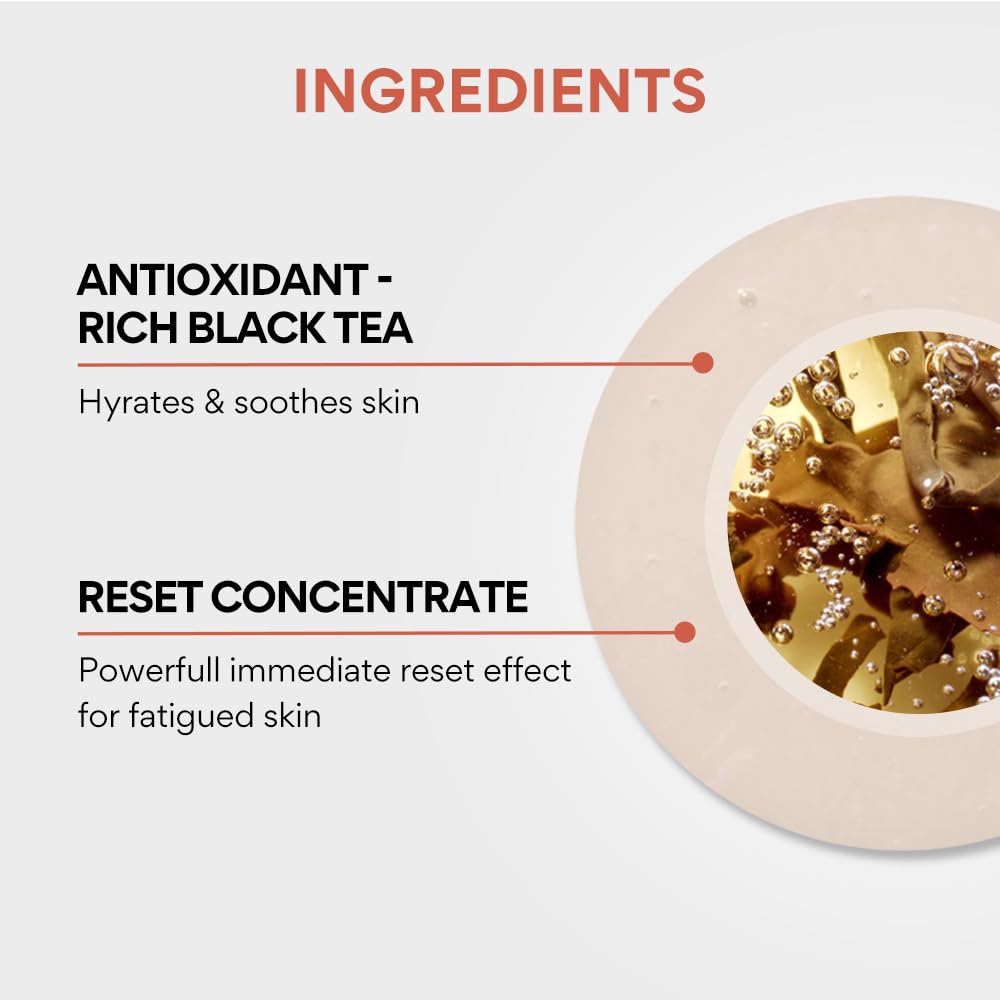 INGREDIENTS
ANTIOXIDANT -
RICH BLACK TEA
Hyrates & soothes skin
RESET CONCENTRATE
Powerfull immediate reset effect
for fatigued skin